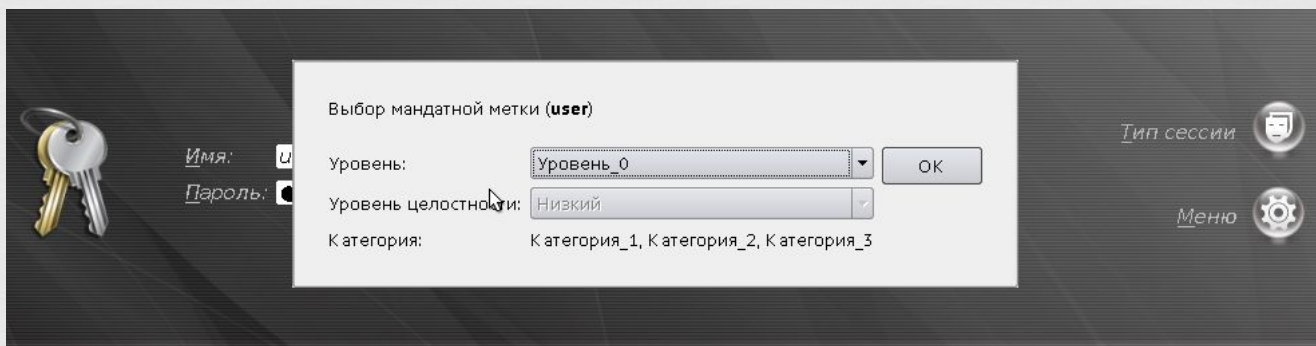 Выбор мандатной метки (user)
Имя: u
Пароль:
Уровень: Уровень_0 OK
Уровень целостности: Низкий
Категория: Категория_1, Категория_2, Категория_3
Тип сессии
Меню